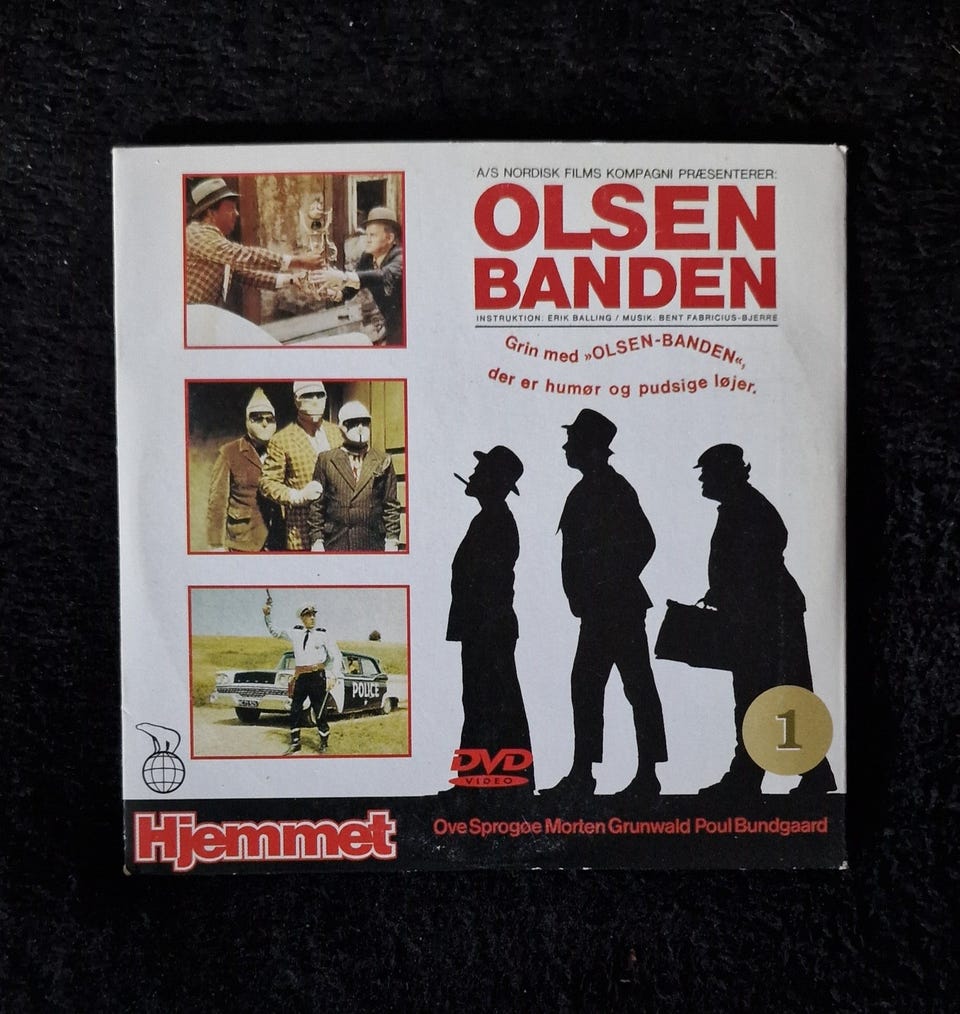 A/S NORDISK FILMS KOMPAGNI PRÆSENTERER:
OLSEN
BANDEN
INSTRUKTION: ERIK BALLING / MUSIK: BENT FABRICIUS-BJERRE
Grin med »OLSEN-BANDEN«,
der er humør og pudsige løjer.
POLICE
1
DVD
VIDEO
Hjemmet
Ove Sprogøe Morten Grunwald Poul Bundgaard